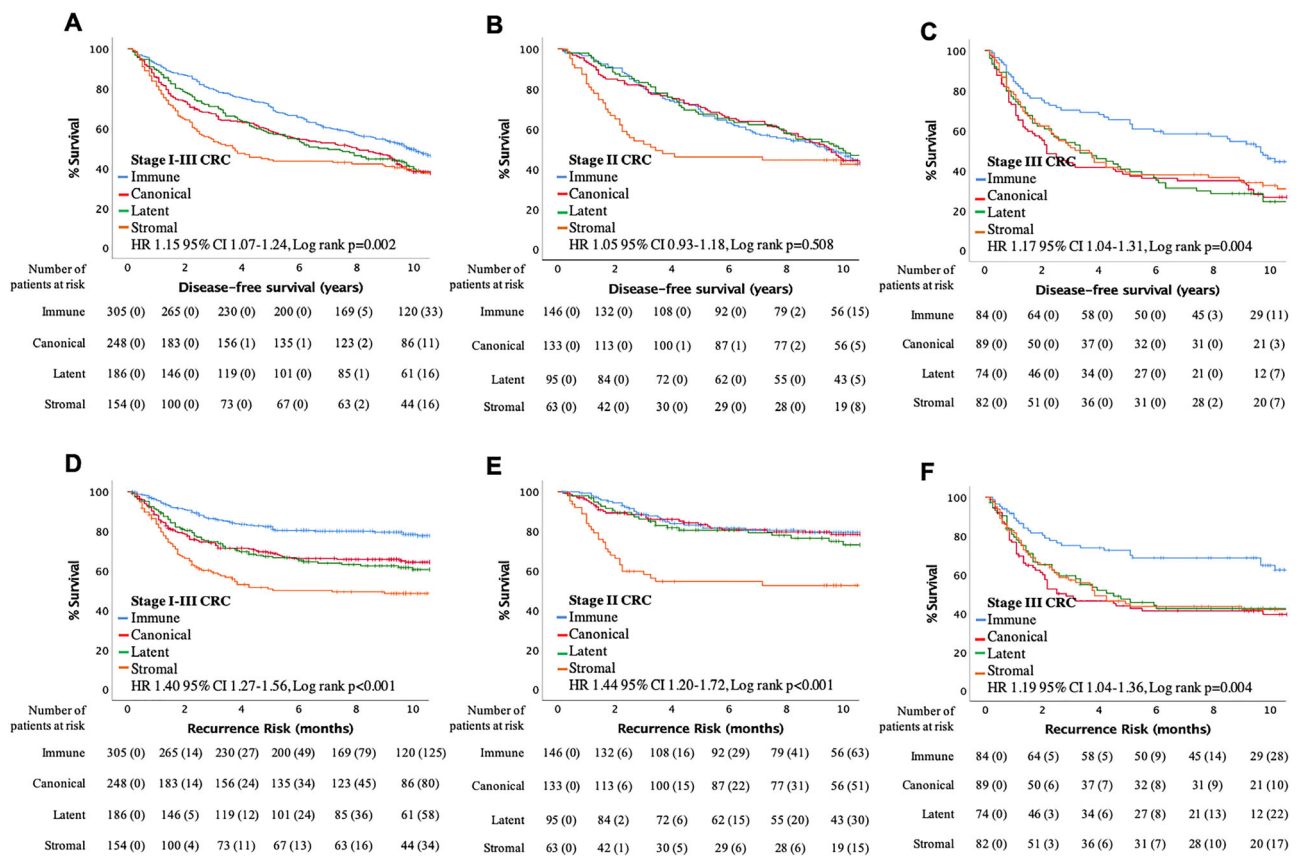 A
100
80
60
40
20
0
% Survival
Stage I-III CRC
Immune
Canonical
Latent
Stromal
HR 1.15 95% CI 1.07-1.24, Log rank p=0.002
0 2 4 6 8 10
Number of
patients at risk
Disease-free survival (years)
Immune 305 (0) 265 (0) 230 (0) 200 (0) 169 (5) 120 (33)
Canonical 248 (0) 183 (0) 156 (1) 135 (1) 123 (2) 86 (11)
Latent 186 (0) 146 (0) 119 (0) 101 (0) 85 (1) 61 (16)
Stromal 154 (0) 100 (0) 73 (0) 67 (0) 63 (2) 44 (16)
B
100
80
60
40
20
0
% Survival
Stage II CRC
Immune
Canonical
Latent
Stromal
HR 1.05 95% CI 0.93-1.18, Log rank p=0.508
0 2 4 6 8 10
Number of
patients at risk
Disease-free survival (years)
Immune 146 (0) 132 (0) 108 (0) 92 (0) 79 (2) 56 (15)
Canonical 133 (0) 113 (0) 100 (1) 87 (1) 77 (2) 56 (5)
Latent 95 (0) 84 (0) 72 (0) 62 (0) 55 (0) 43 (5)
Stromal 63 (0) 42 (0) 30 (0) 29 (0) 28 (0) 19 (8)
C
100
80
60
40
20
0
% Survival
Stage III CRC
Immune
Canonical
Latent
Stromal
HR 1.17 95% CI 1.04-1.31, Log rank p=0.004
0 2 4 6 8 10
Number of
patients at risk
Disease-free survival (years)
Immune 84 (0) 64 (0) 58 (0) 50 (0) 45 (3) 29 (11)
Canonical 89 (0) 50 (0) 37 (0) 32 (0) 31 (0) 21 (3)
Latent 74 (0) 46 (0) 34 (0) 27 (0) 21 (0) 12 (7)
Stromal 82 (0) 51 (0) 36 (0) 31 (0) 28 (2) 20 (7)
D
100
80
60
40
20
0
% Survival
Stage I-III CRC
Immune
Canonical
Latent
Stromal
HR 1.40 95% CI 1.27-1.56, Log rank p<0.001
0 2 4 6 8 10
Number of
patients at risk
Recurrence Risk (months)
Immune 305 (0) 265 (14) 230 (27) 200 (49) 169 (79) 120 (125)
Canonical 248 (0) 183 (14) 156 (24) 135 (34) 123 (45) 86 (80)
Latent 186 (0) 146 (5) 119 (12) 101 (24) 85 (36) 61 (58)
Stromal 154 (0) 100 (4) 73 (11) 67 (13) 63 (16) 44 (34)
E
100
80
60
40
20
0
% Survival
Stage II CRC
Immune
Canonical
Latent
Stromal
HR 1.44 95% CI 1.20-1.72, Log rank p<0.001
0 2 4 6 8 10
Number of
patients at risk
Recurrence Risk (months)
Immune 146 (0) 132 (6) 108 (16) 92 (29) 79 (41) 56 (63)
Canonical 133 (0) 113 (6) 100 (15) 87 (22) 77 (31) 56 (51)
Latent 95 (0) 84 (2) 72 (6) 62 (15) 55 (20) 43 (30)
Stromal 63 (0) 42 (1) 30 (5) 29 (6) 28 (6) 19 (15)
F
100
80
60
40
20
0
% Survival
Stage III CRC
Immune
Canonical
Latent
Stromal
HR 1.19 95% CI 1.04-1.36, Log rank p=0.004
0 2 4 6 8 10
Number of
patients at risk
Recurrence Risk (months)
Immune 84 (0) 64 (5) 58 (5) 50 (9) 45 (14) 29 (28)
Canonical 89 (0) 50 (6) 37 (7) 32 (8) 31 (9) 21 (10)
Latent 74 (0) 46 (3) 34 (6) 27 (8) 21 (13) 12 (22)
Stromal 82 (0) 51 (3) 36 (6) 31 (7) 28 (10) 20 (17)